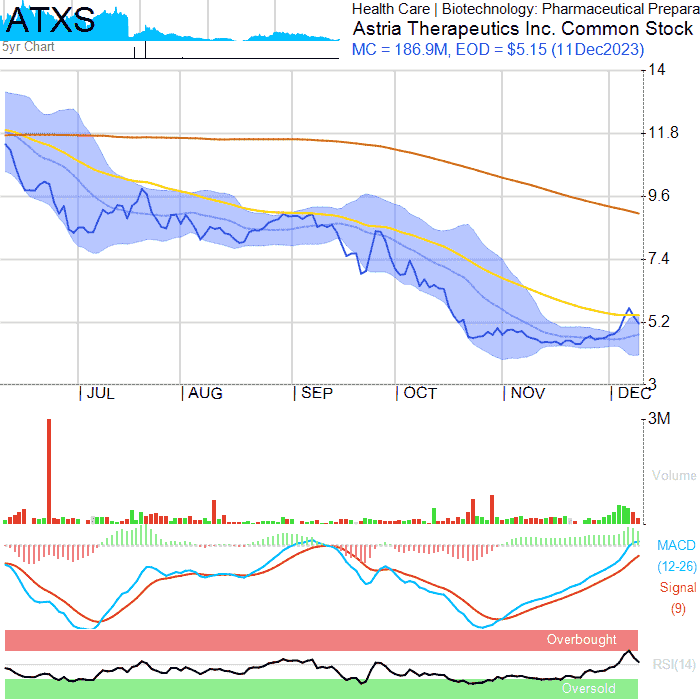 ATXS
5yr Chart
Health Care | Biotechnology: Pharmaceutical Prepara
Astria Therapeutics Inc. Common Stock
MC = 186.9M, EOD = $5.15 (11Dec2023)
14
11.8
9.6
7.4
5.2
3
JUL AUG SEP OCT NOV DEC
3M
Volume
MACD
(12-26)
Signal
(9)
Overbought
RSI(14)
Oversold